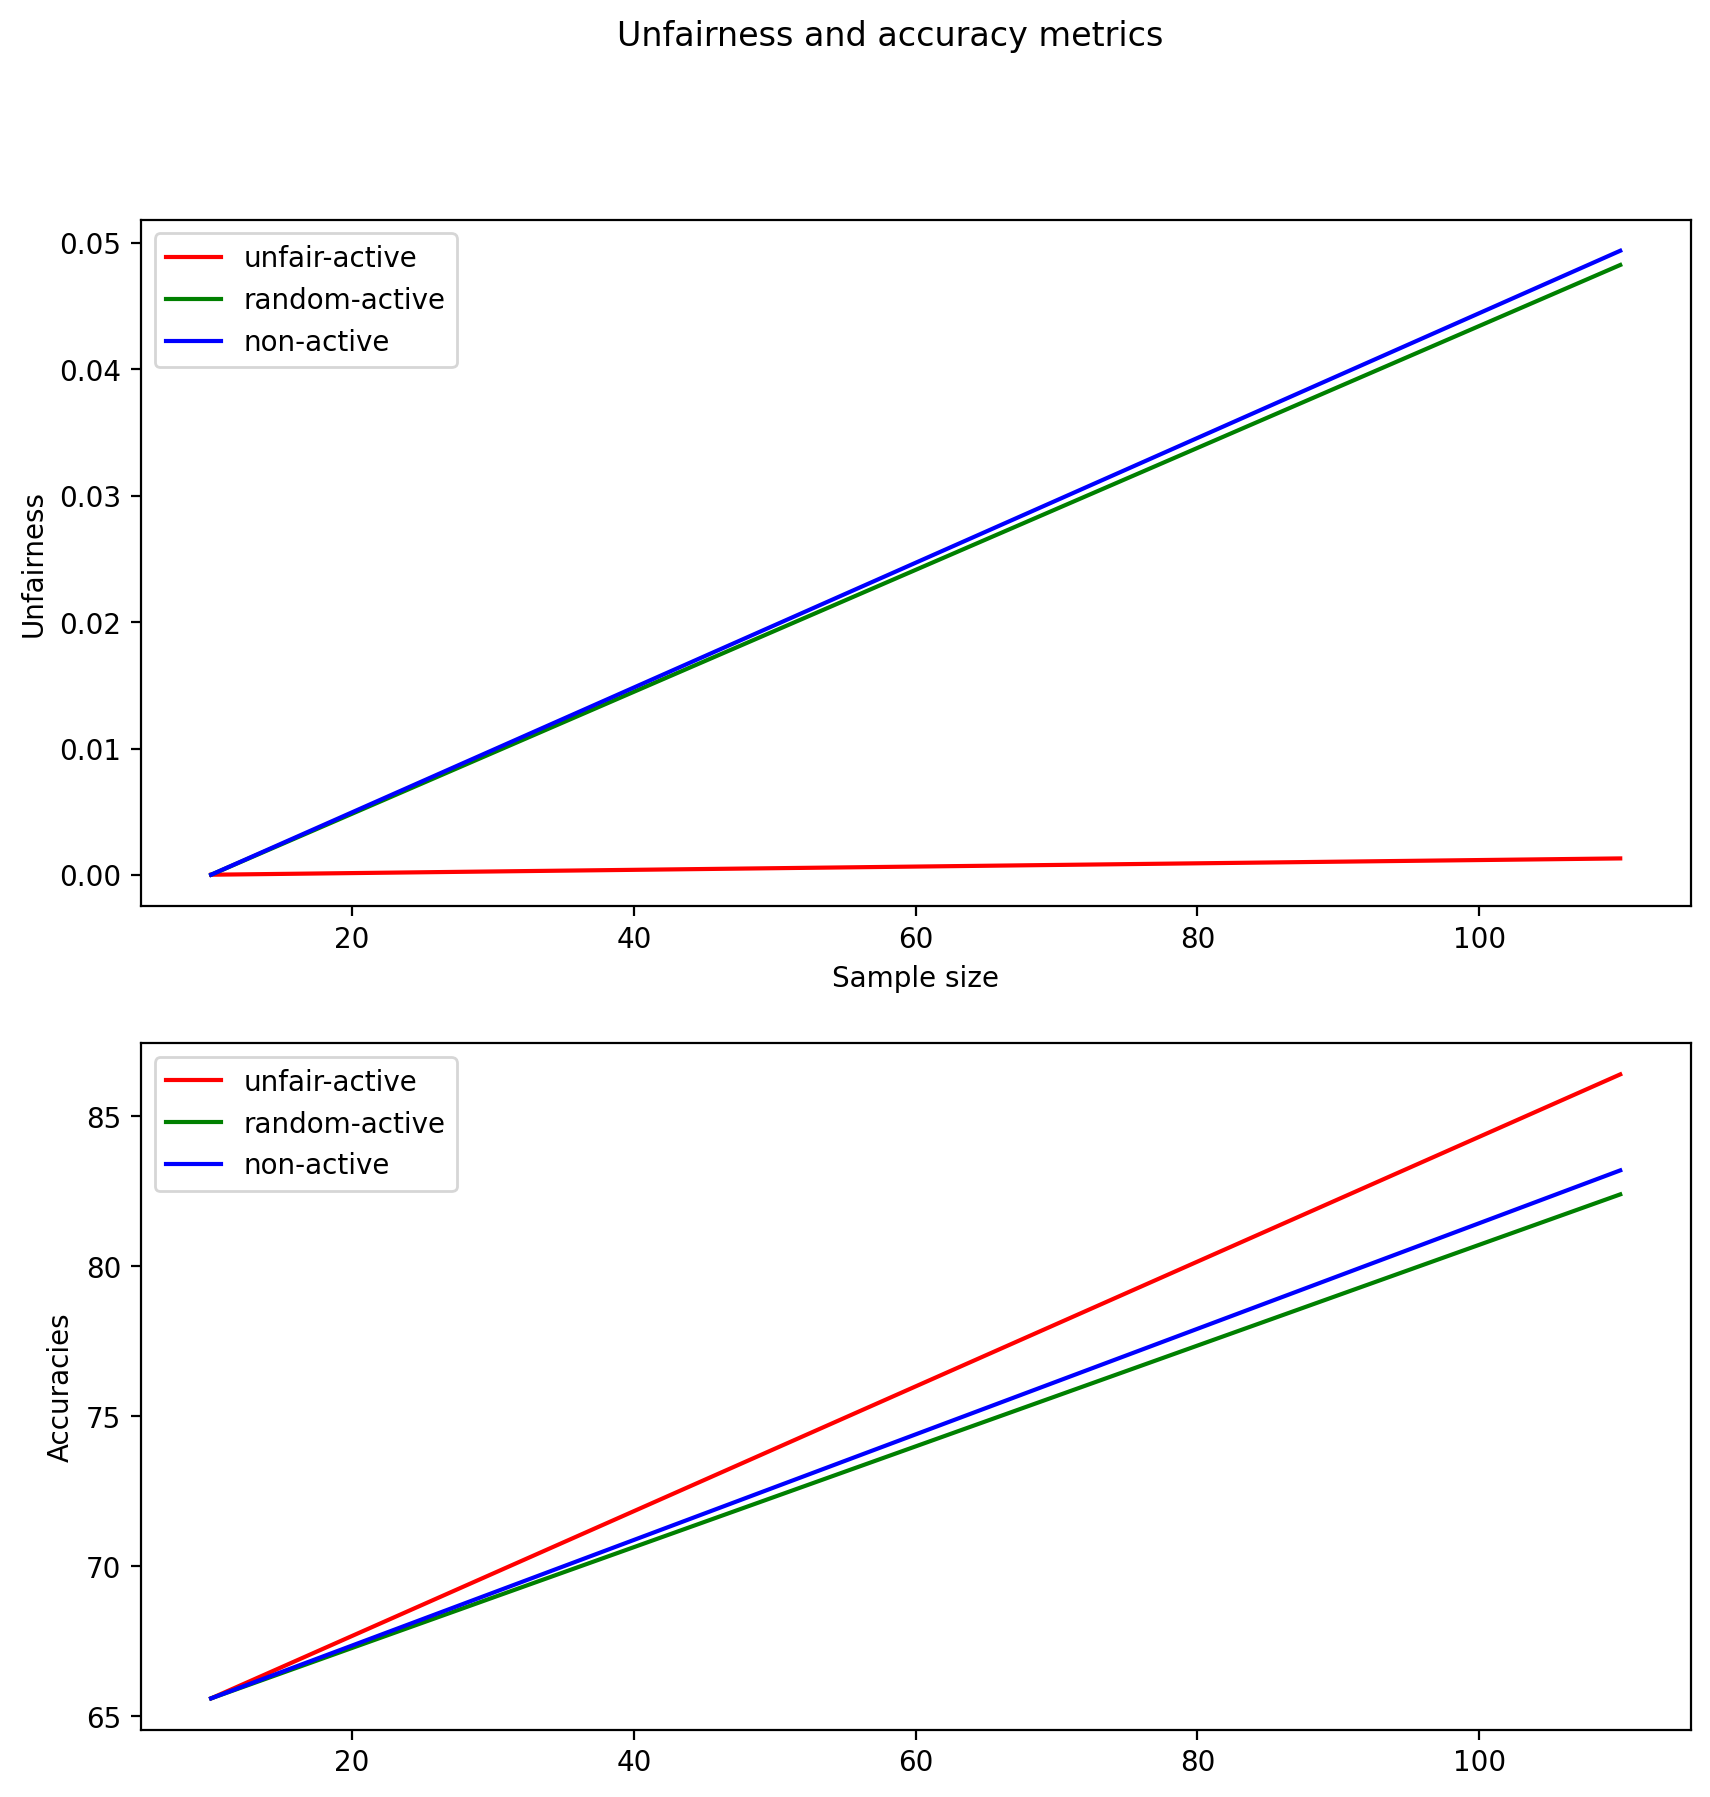 Unfairness and accuracy metrics
unfair-active
random-active
non-active
0.05
0.04
0.03
0.02
0.01
0.00
Unfairness
20 40 60 80 100
Sample size
unfair-active
random-active
non-active
85
80
75
70
65
Accuracies
20 40 60 80 100